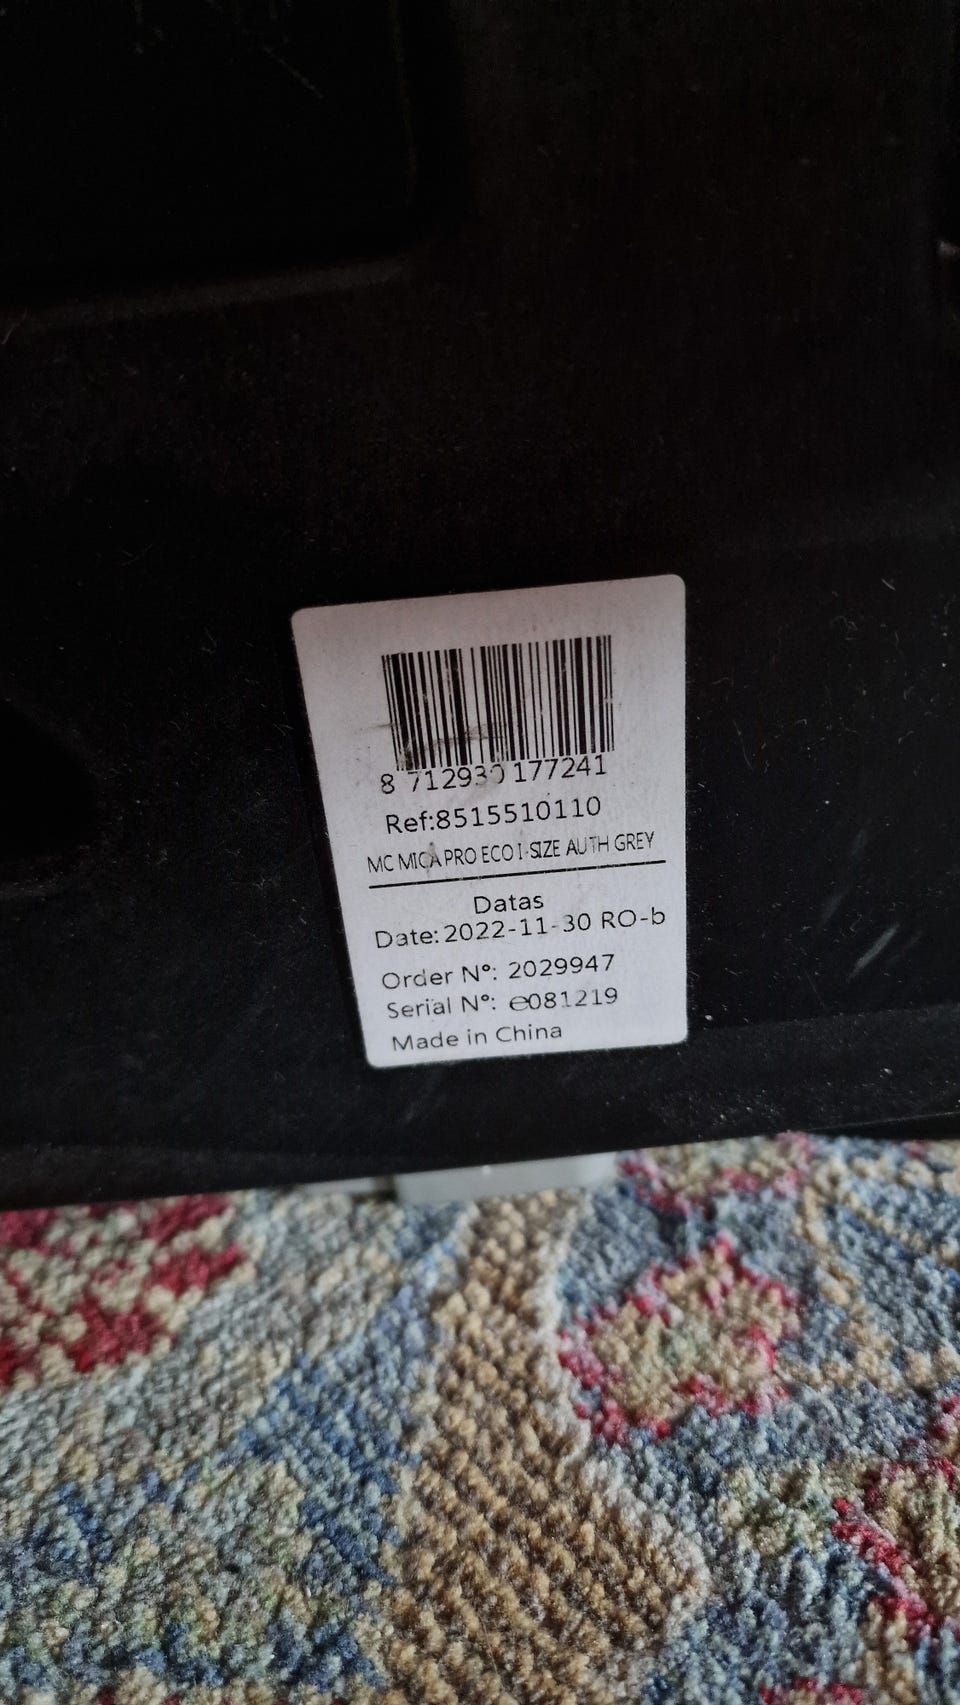 8 712930 177241
Ref:8515510110
MC MICA PRO ECO I-SIZE AUTH GREY
Datas
Date: 2022-11-30 RO-b
Order N°: 2029947
Serial N°: e081219
Made in China